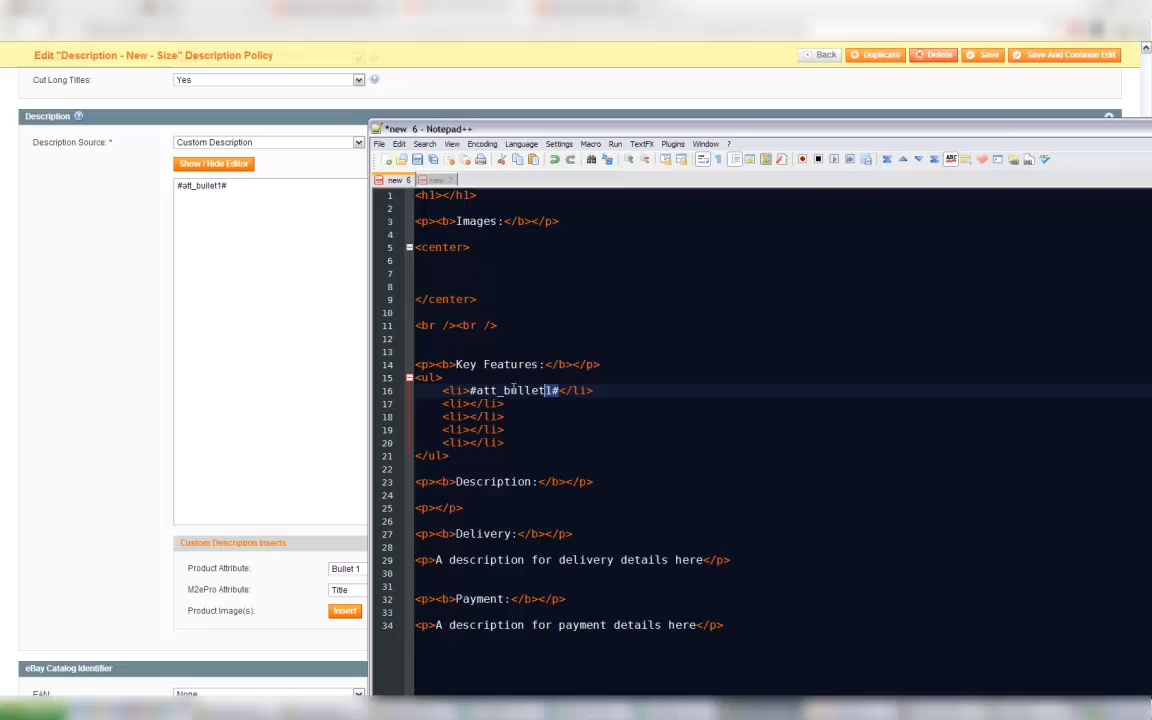 Edit "Description - New - Size" Description Policy
Back
Duplicate
Delete
Save
Save And Continue Edit
Cut Long Titles:
Yes
Description
Description Source: *
Custom Description
Show / Hide Editor
#att_bullet1#
Custom Description Inserts
Product Attribute:
Bullet 1
M2ePro Attribute:
Title
Product Image(s):
Insert
eBay Catalog Identifier
EAN:
None
*new 6 - Notepad++
File Edit Search View Encoding Language Settings Macro Run TextFX Plugins Window ?
new 6
new 7
1 <h1></h1>
2
3 <p><b>Images:</b></p>
4
5 <center>
6
7
8
9 </center>
10
11 <br /><br />
12
13
14 <p><b>Key Features:</b></p>
15 <ul>
16 <li>#att_bullet1#</li>
17 <li></li>
18 <li></li>
19 <li></li>
20 <li></li>
21 </ul>
22
23 <p><b>Description:</b></p>
24
25 <p></p>
26
27 <p><b>Delivery:</b></p>
28
29 <p>A description for delivery details here</p>
30
31
32 <p><b>Payment:</b></p>
33
34 <p>A description for payment details here</p>